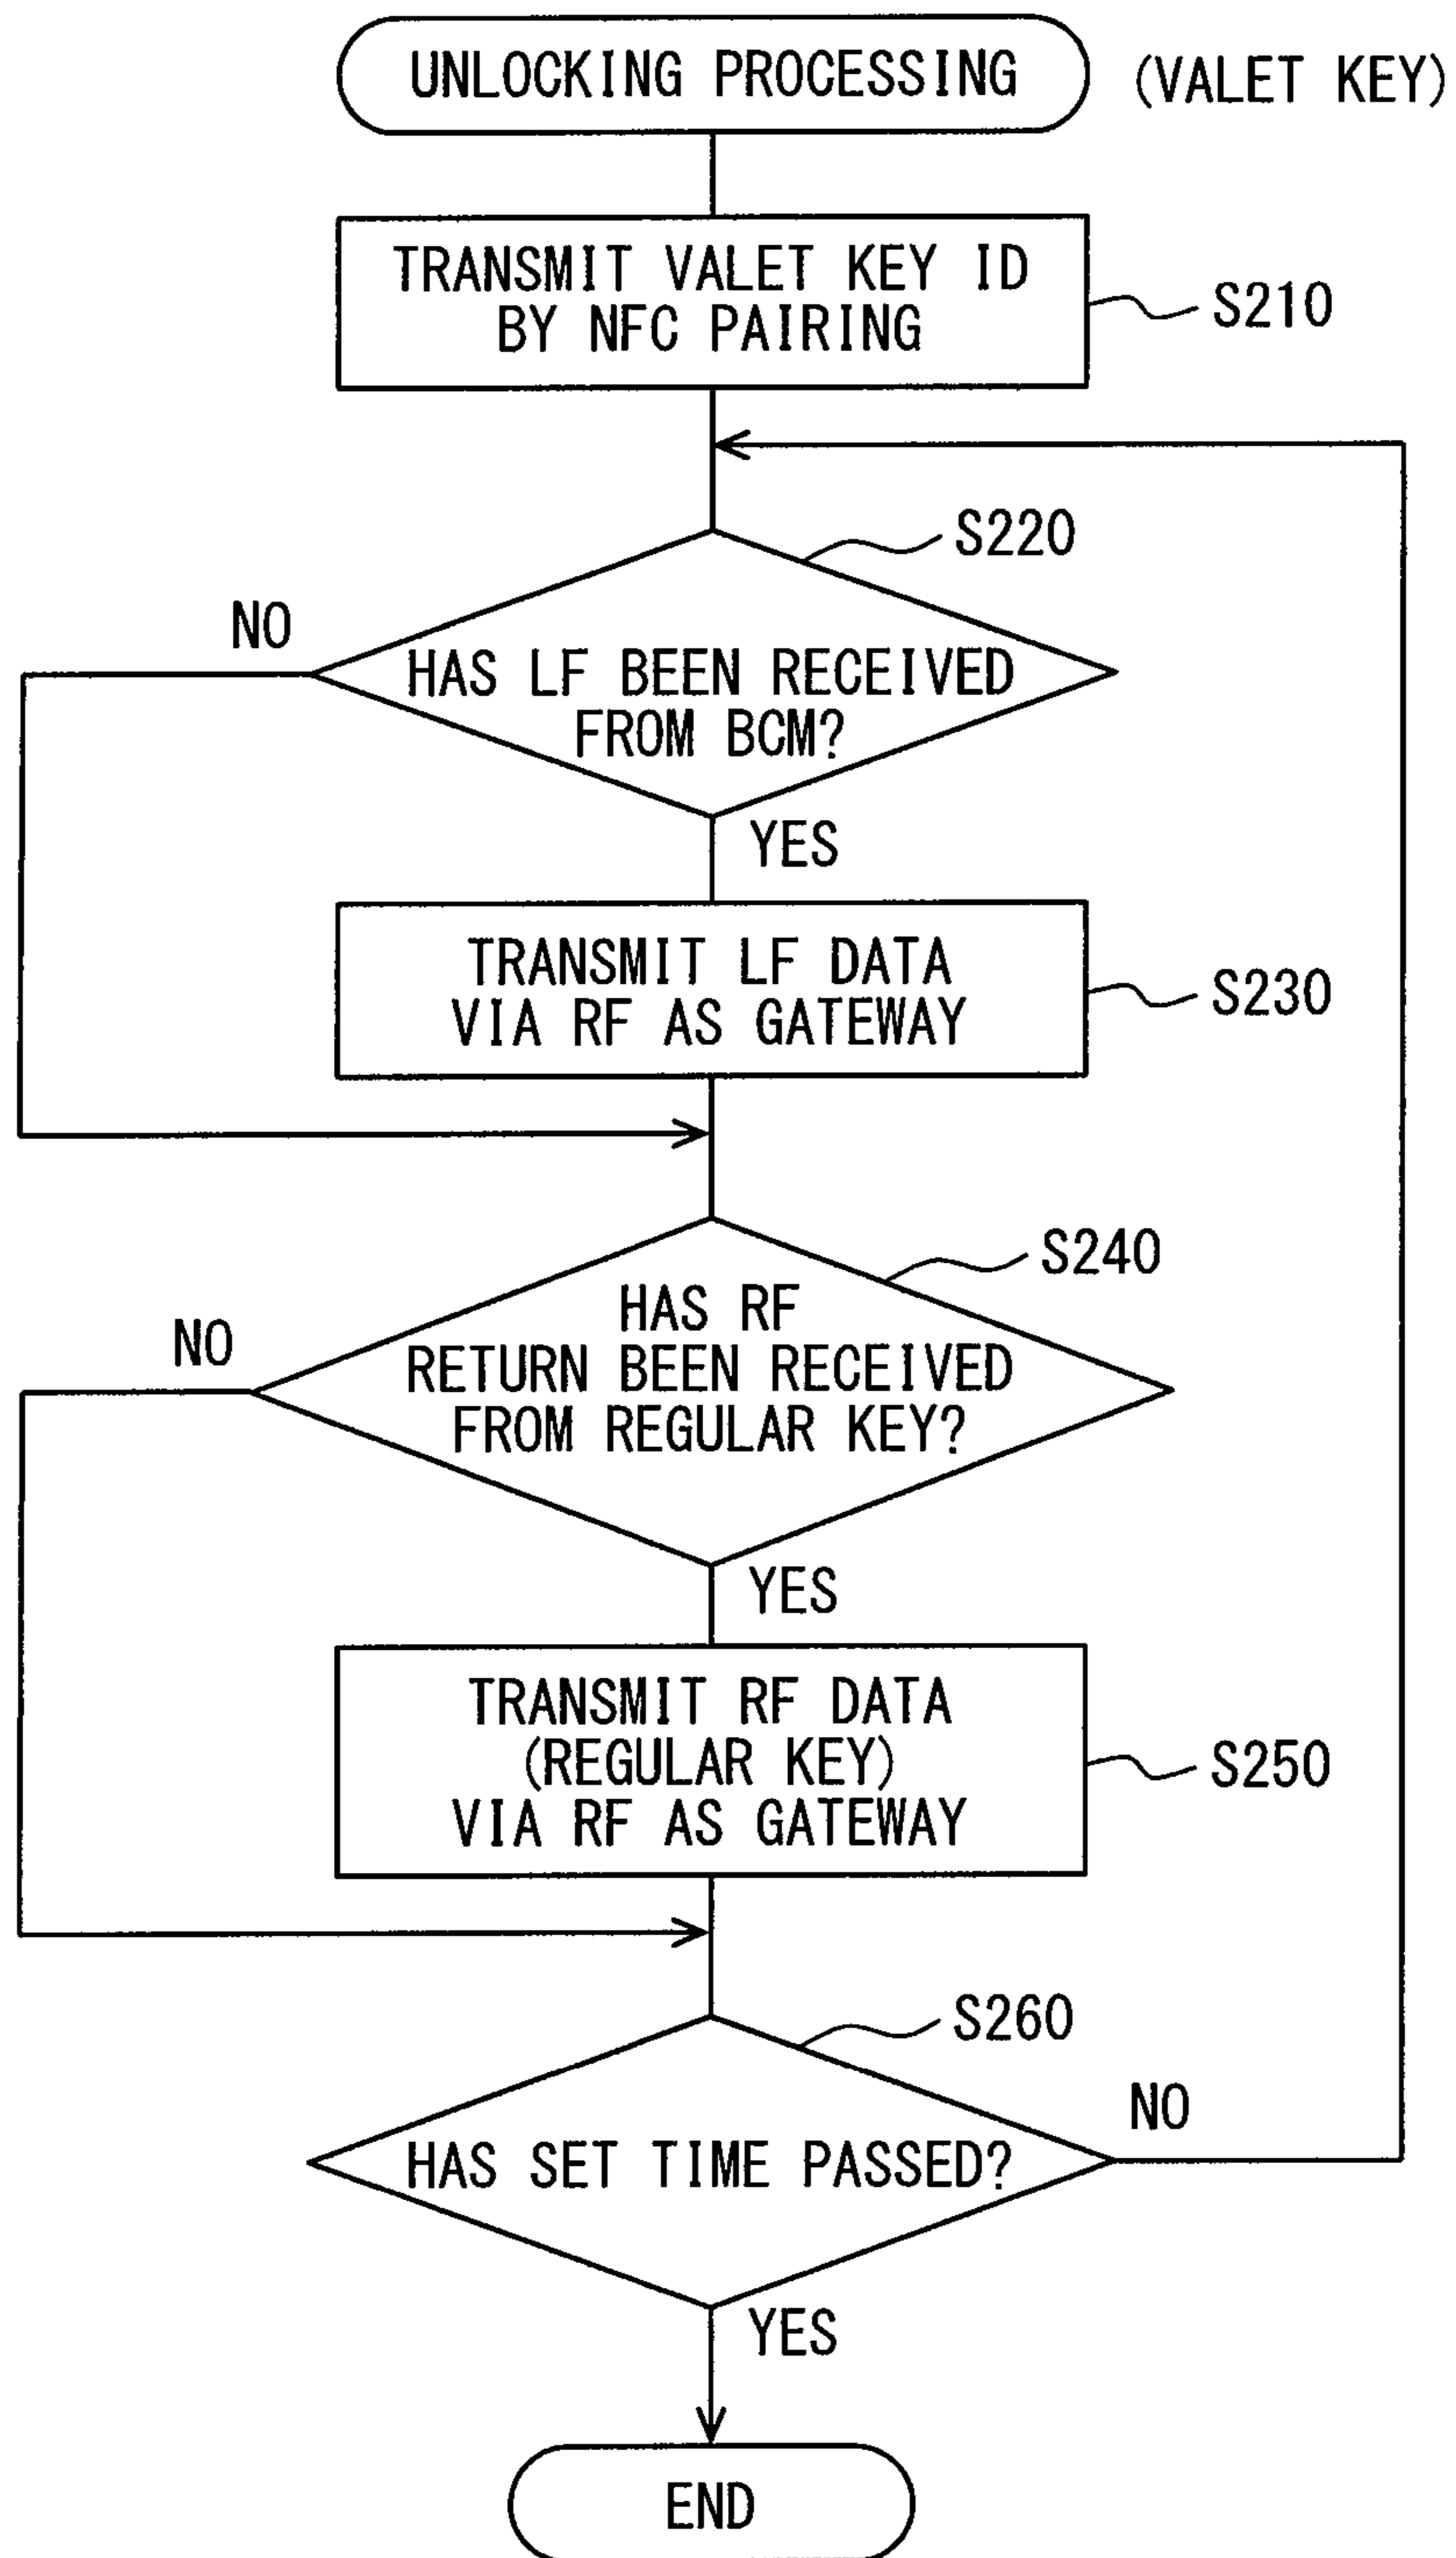 UNLOCKING PROCESSING
(VALET KEY)
TRANSMIT VALET KEY ID
BY NFC PAIRING
S210
S220
NO
HAS LF BEEN RECEIVED
FROM BCM?
YES
TRANSMIT LF DATA
VIA RF AS GATEWAY
S230
S240
NO
HAS RF
RETURN BEEN RECEIVED
FROM REGULAR KEY?
YES
TRANSMIT RF DATA
(REGULAR KEY)
VIA RF AS GATEWAY
S250
S260
NO
HAS SET TIME PASSED?
YES
END